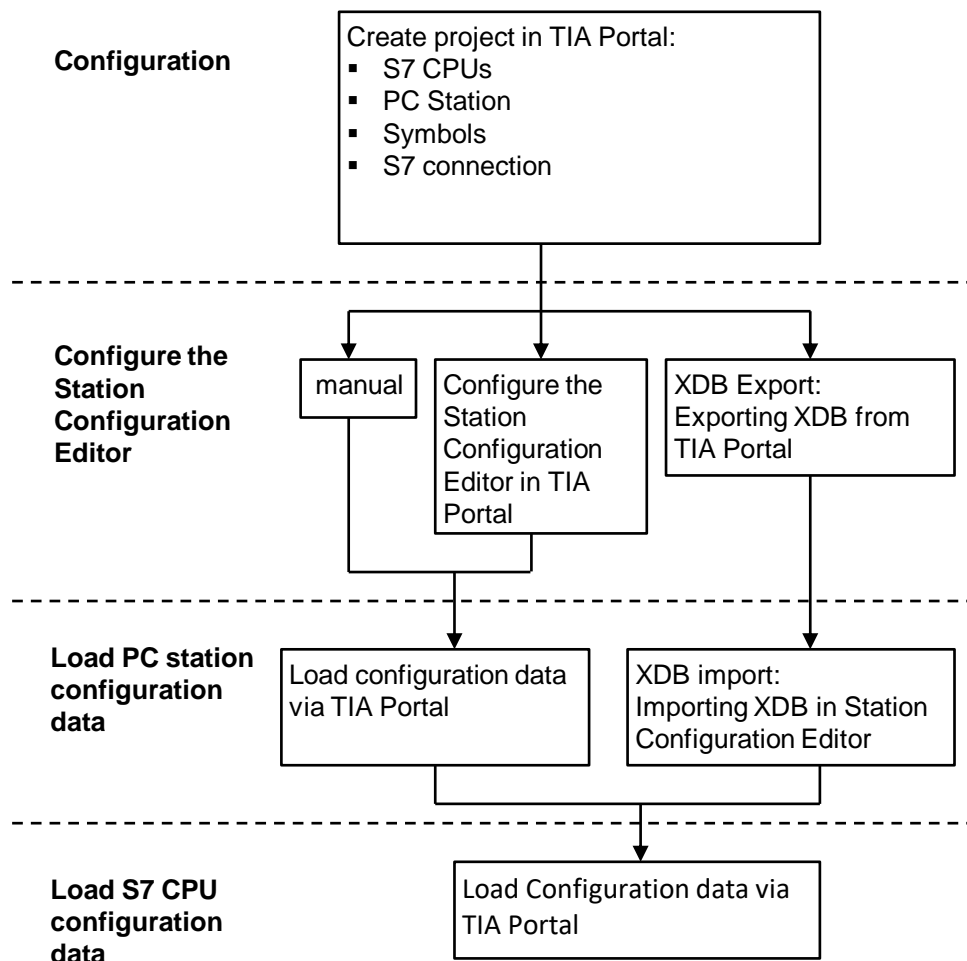 Configuration
Create project in TIA Portal:
▪ S7 CPUs
▪ PC Station
▪ Symbols
▪ S7 connection
Configure the
Station
Configuration
Editor
manual
Configure the
Station
Configuration
Editor in TIA
Portal
XDB Export:
Exporting XDB from
TIA Portal
Load PC station
configuration
data
Load configuration data
via TIA Portal
XDB import:
Importing XDB in Station
Configuration Editor
Load S7 CPU
configuration
data
Load Configuration data via
TIA Portal